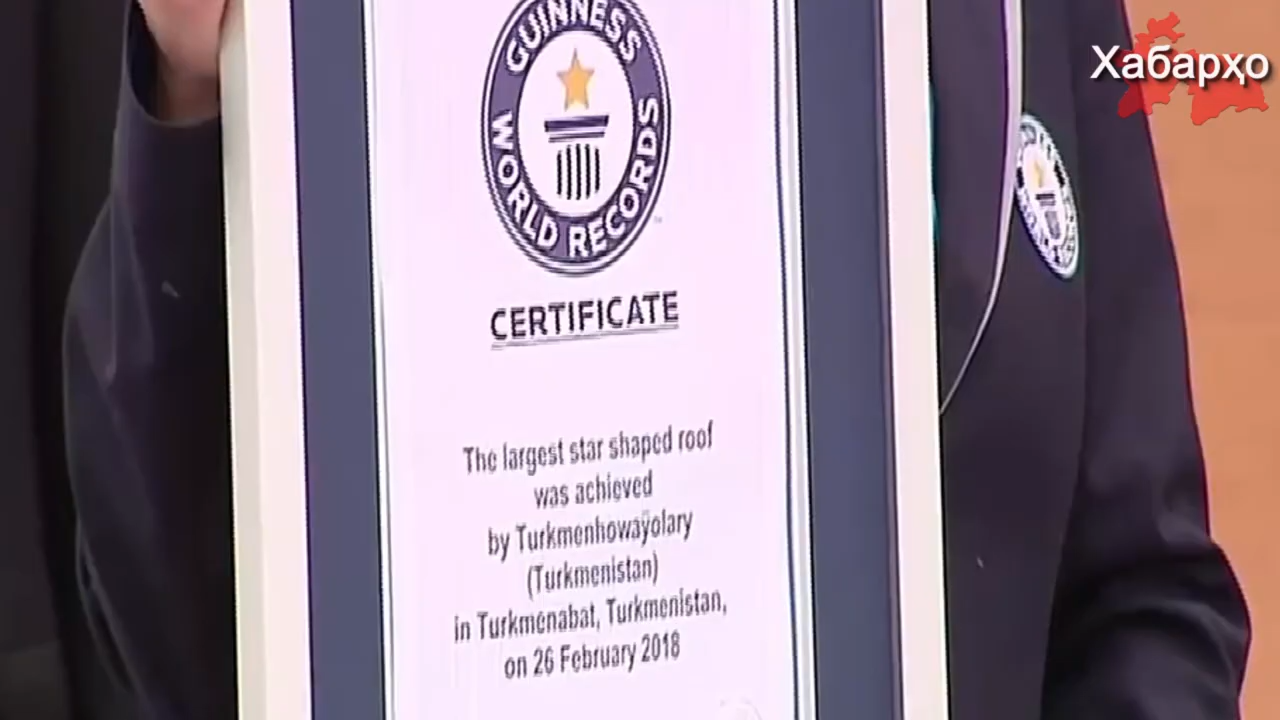 Хабарҳо
GUINNESS
WORLD RECORDS
CERTIFICATE
The largest star shaped roof
was achieved
by Turkmenhowaýolary
(Turkmenistan)
in Turkmenabat, Turkmenistan,
on 26 February 2018